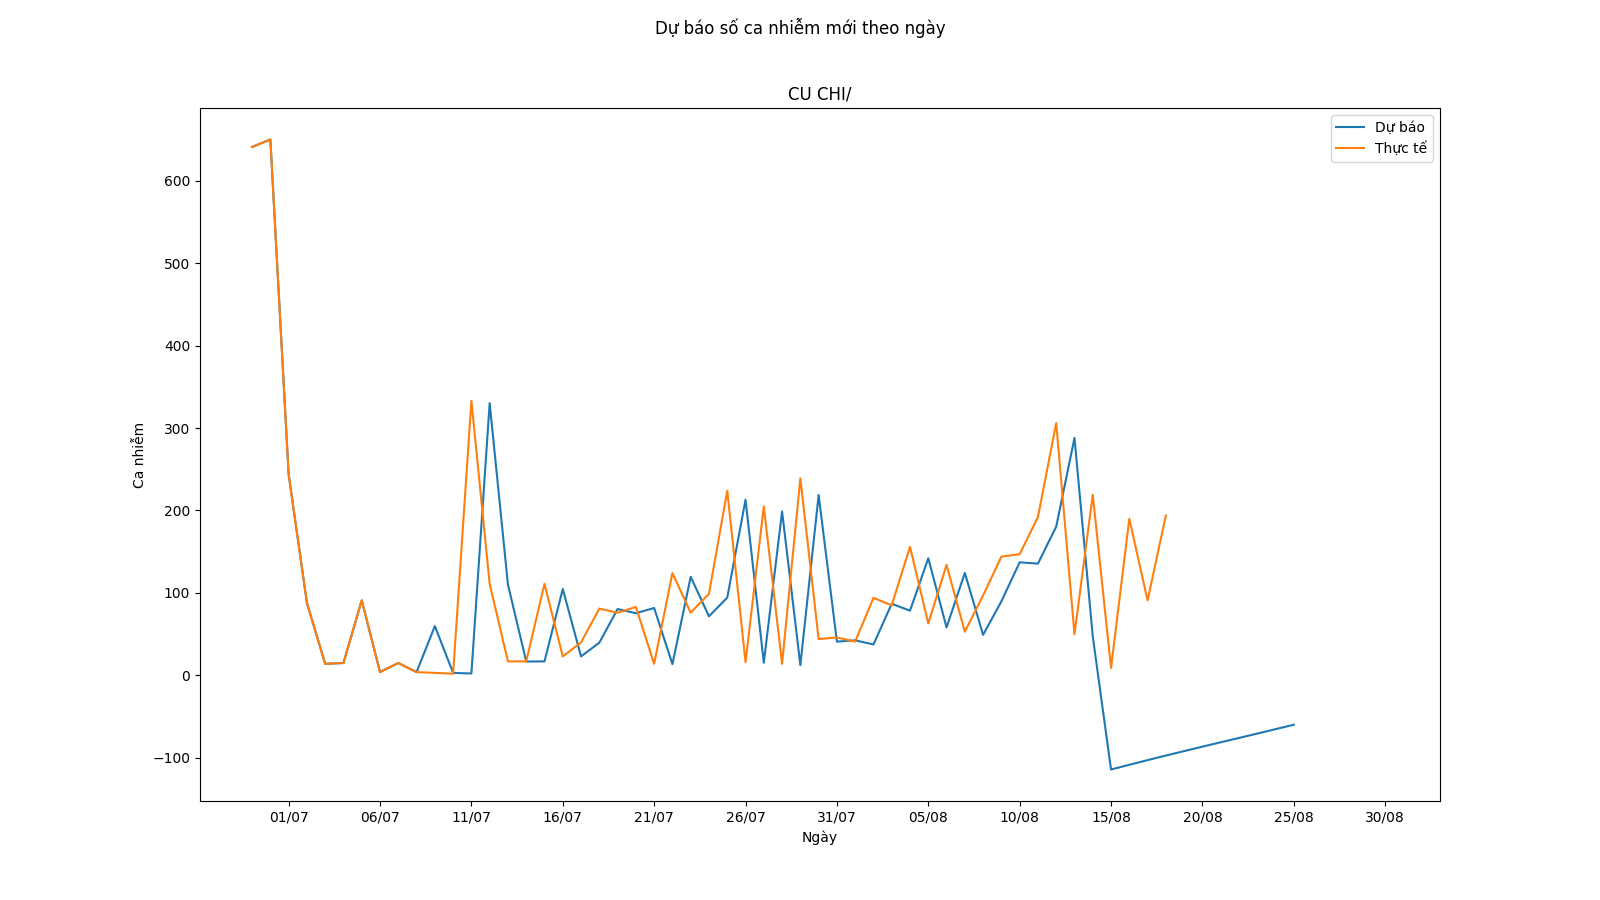 Dự báo số ca nhiễm mới theo ngày
CU CHI/
Dự báo
Thực tế
600
500
400
300
200
100
0
−100
Ca nhiễm
01/07 06/07 11/07 16/07 21/07 26/07 31/07 05/08 10/08 15/08 20/08 25/08 30/08
Ngày